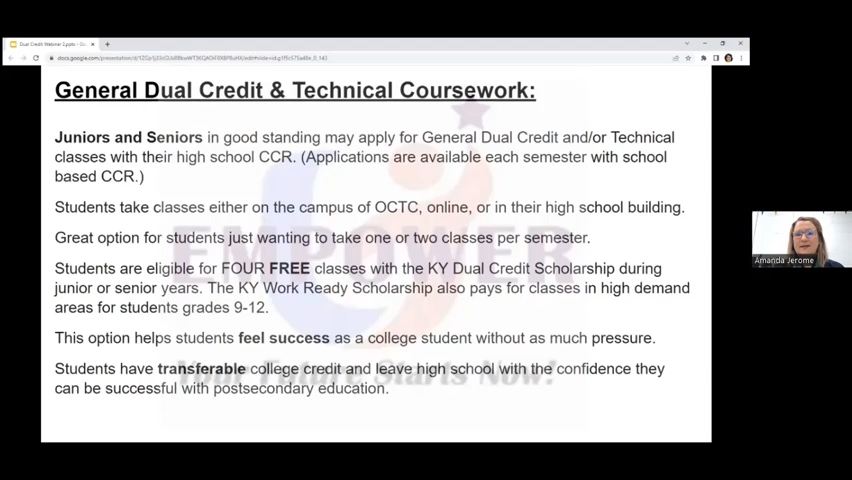 Dual Credit Webinar 2.pptx - Go
General Dual Credit & Technical Coursework:
Juniors and Seniors in good standing may apply for General Dual Credit and/or Technical
classes with their high school CCR. (Applications are available each semester with school
based CCR.)
Students take classes either on the campus of OCTC, online, or in their high school building.
Great option for students just wanting to take one or two classes per semester.
Students are eligible for FOUR FREE classes with the KY Dual Credit Scholarship during
junior or senior years. The KY Work Ready Scholarship also pays for classes in high demand
areas for students grades 9-12.
This option helps students feel success as a college student without as much pressure.
Students have transferable college credit and leave high school with the confidence they
can be successful with postsecondary education.
EMPOWER
Your Future Starts Now!
Amanda Jerome